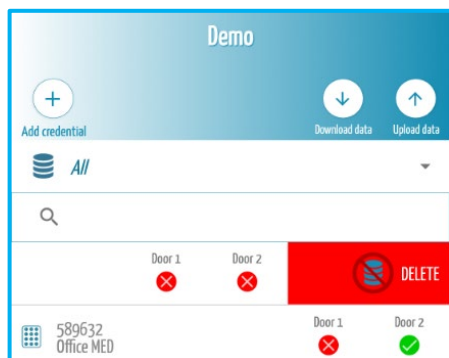 Demo
Add credential
Download data
Upload data
All
Door 1
Door 2
DELETE
589632
Office MED
Door 1
Door 2